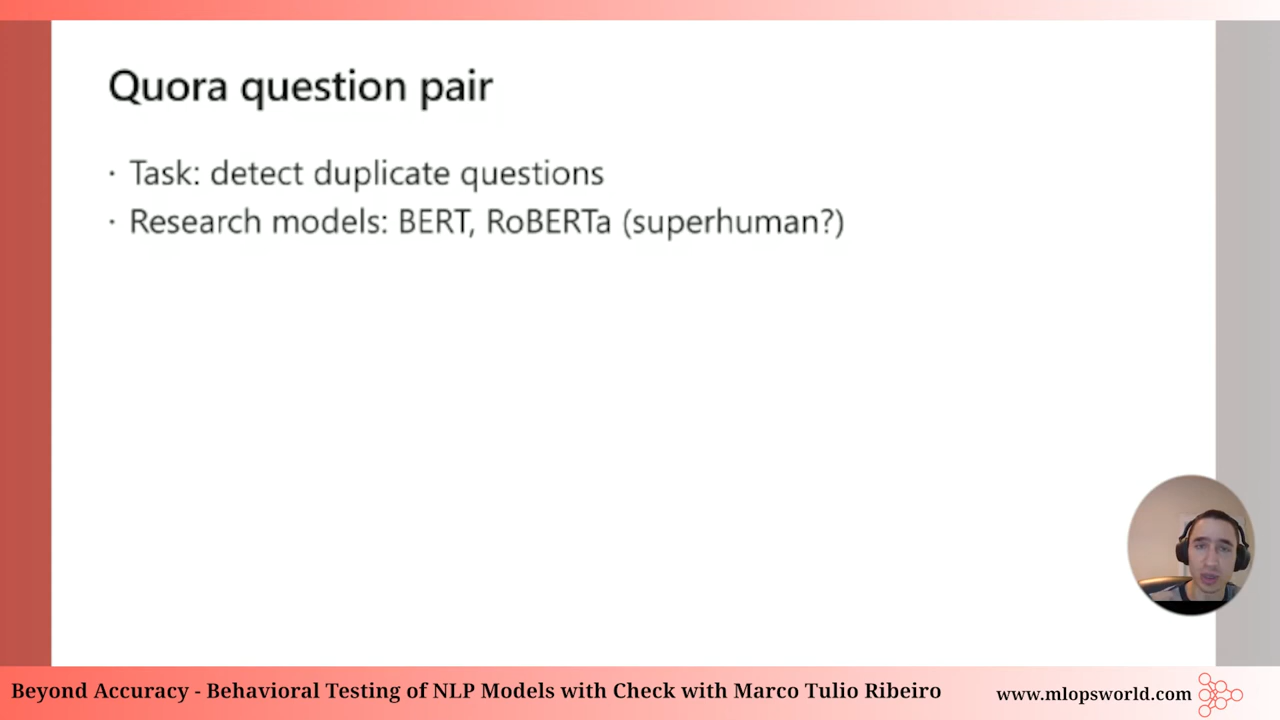 Quora question pair
· Task: detect duplicate questions
· Research models: BERT, RoBERTa (superhuman?)
Beyond Accuracy - Behavioral Testing of NLP Models with Check with Marco Tulio Ribeiro
www.mlopsworld.com